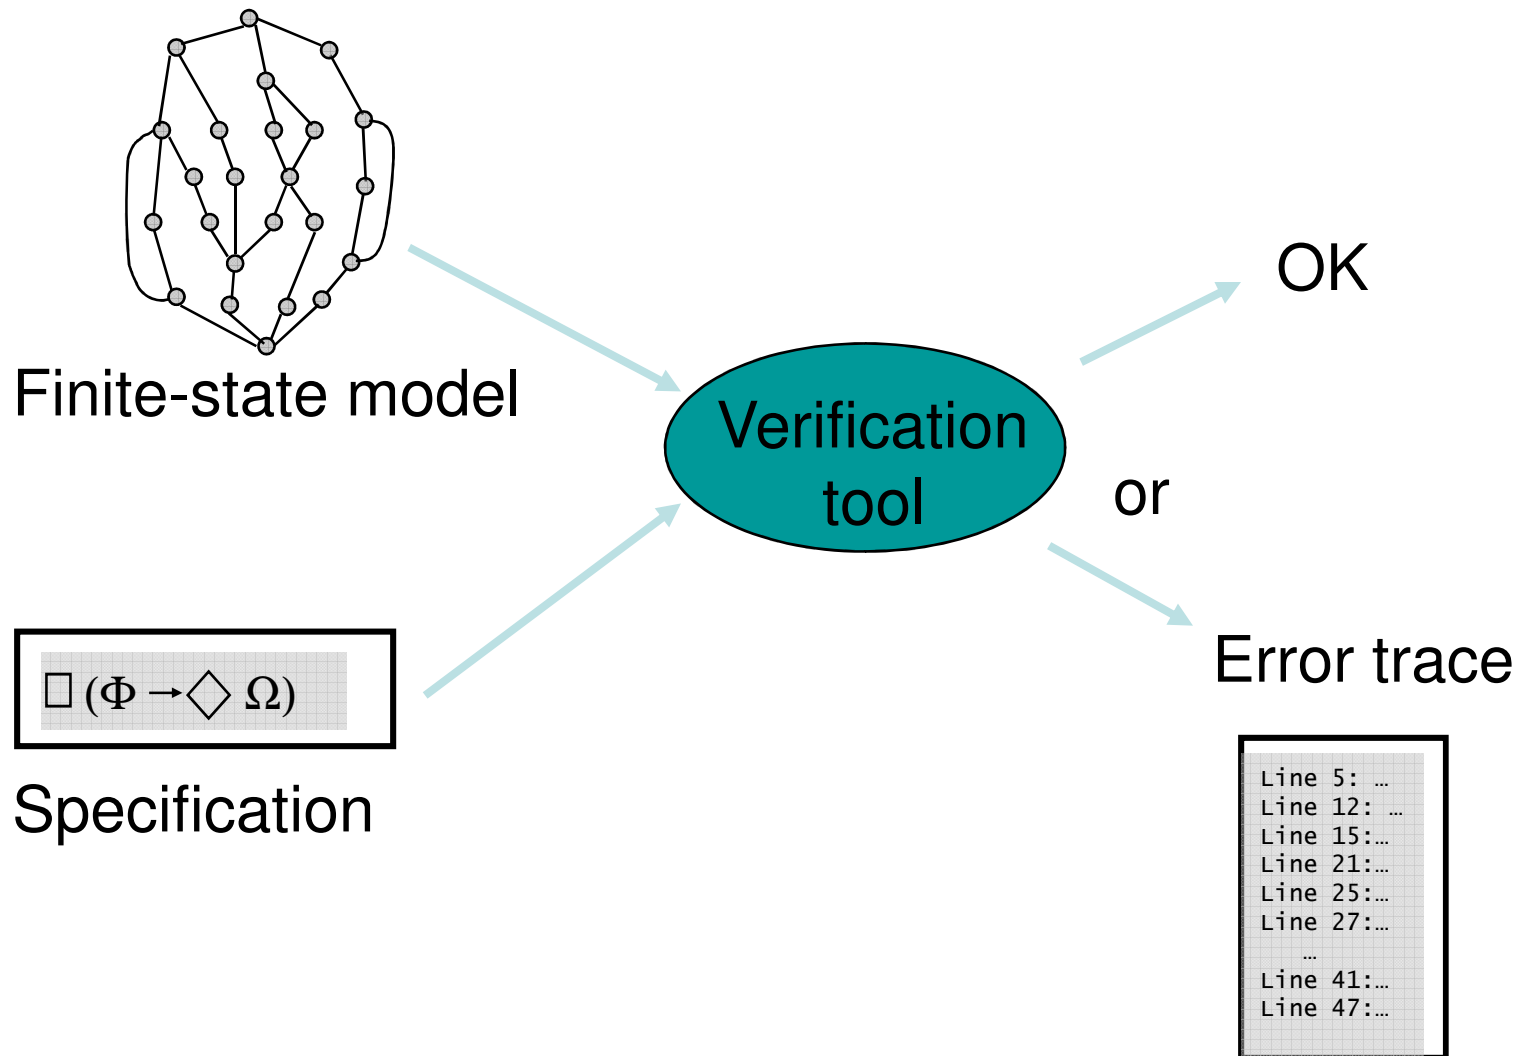 Finite-state model
Verification
tool
OK
or
Error trace
□ (Φ → ◇ Ω)
Specification
Line 5: …
Line 12: …
Line 15:…
Line 21:…
Line 25:…
Line 27:…
…
Line 41:…
Line 47:…